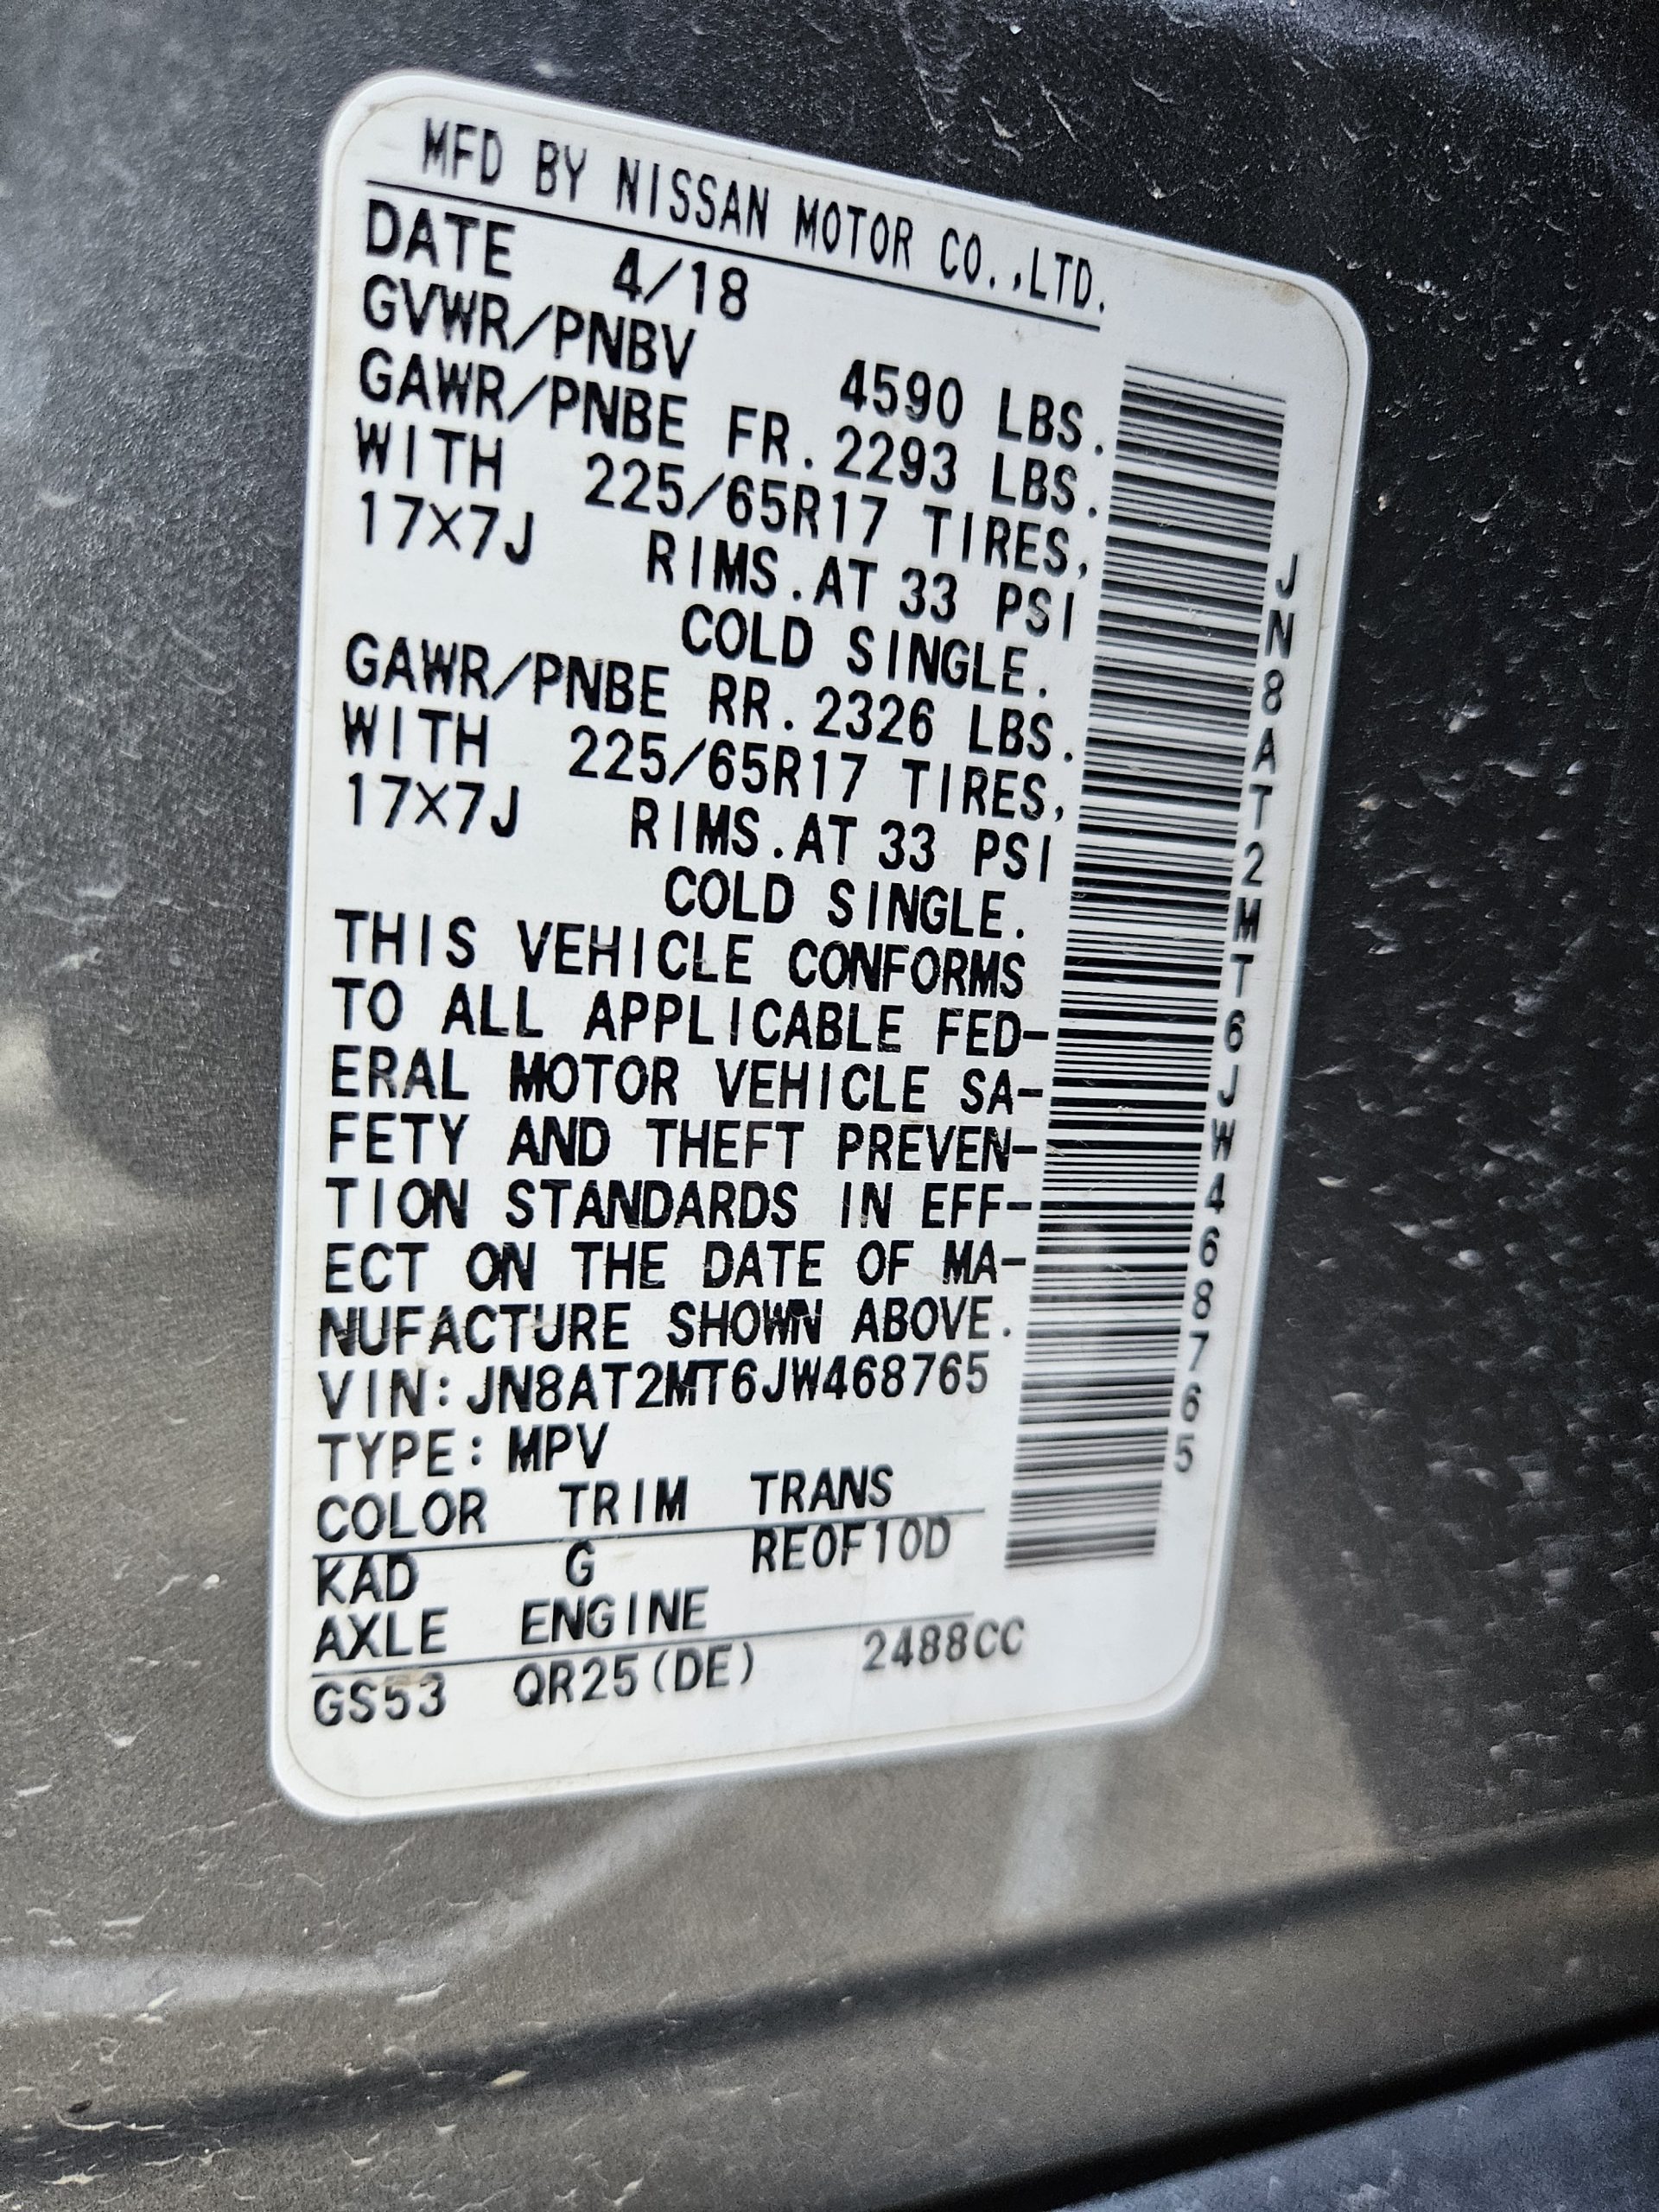 MFD BY NISSAN MOTOR CO.,LTD.
DATE 4/18
GVWR/PNBV 4590 LBS.
GAWR/PNBE FR. 2293 LBS.
WITH 225/65R17 TIRES,
17X7J RIMS.AT 33 PSI
COLD SINGLE.
GAWR/PNBE RR. 2326 LBS.
WITH 225/65R17 TIRES,
17X7J RIMS.AT 33 PSI
COLD SINGLE.
THIS VEHICLE CONFORMS
TO ALL APPLICABLE FED-
ERAL MOTOR VEHICLE SA-
FETY AND THEFT PREVEN-
TION STANDARDS IN EFF-
ECT ON THE DATE OF MA-
NUFACTURE SHOWN ABOVE.
VIN:JN8AT2MT6JW468765
TYPE:MPV
COLOR TRIM TRANS
KAD G RE0F10D
AXLE ENGINE
GS53 QR25(DE) 2488CC
JN8AT2MT6JW468765